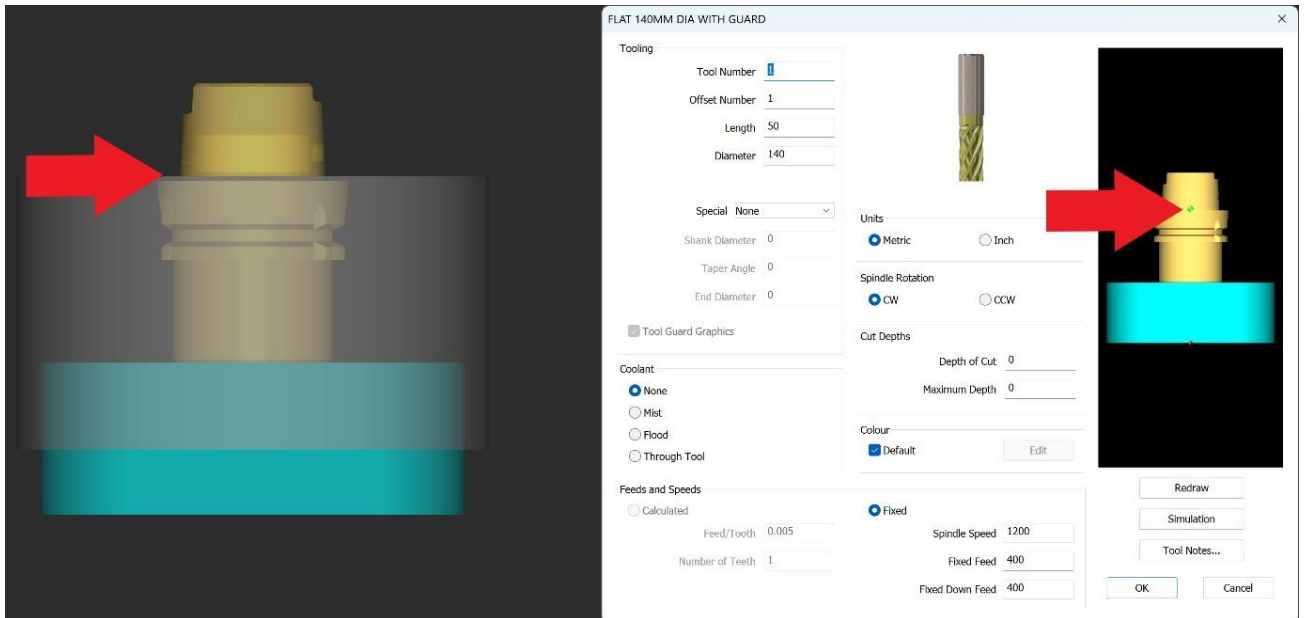 FLAT 140MM DIA WITH GUARD
Tooling
Tool Number 1
Offset Number 1
Length 50
Diameter 140
Special None
Shank Diameter 0
Taper Angle 0
End Diameter 0
Tool Guard Graphics
Coolant
None
Mist
Flood
Through Tool
Units
Metric Inch
Spindle Rotation
CW CCW
Cut Depths
Depth of Cut 0
Maximum Depth 0
Colour
Default Edit
Feeds and Speeds
Calculated
Feed/Tooth 0.005
Number of Teeth 1
Fixed
Spindle Speed 1200
Fixed Feed 400
Fixed Down Feed 400
Redraw
Simulation
Tool Notes...
OK Cancel